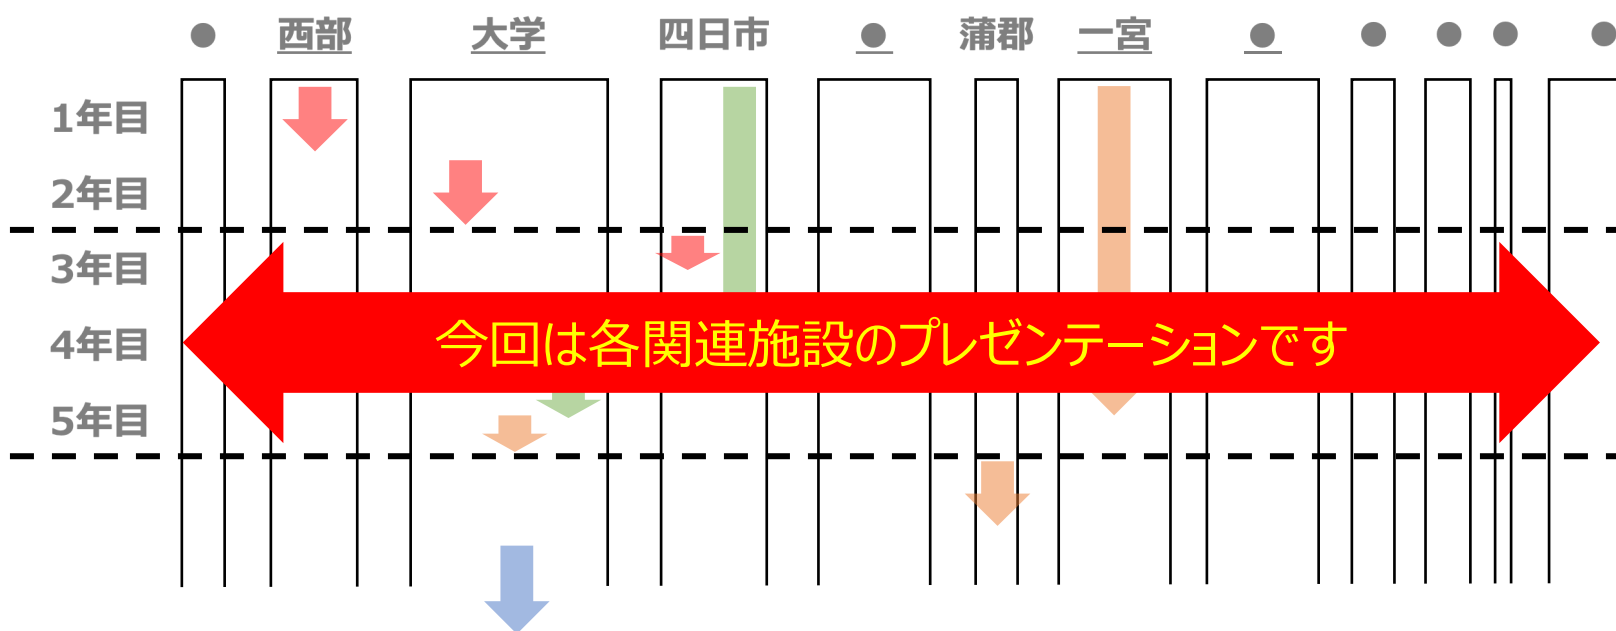 ● 西部 大学 四日市 ● 蒲郡 一宮 ● ● ● ● ●
1年目
2年目
3年目
4年目
今回は各関連施設のプレゼンテーションです
5年目